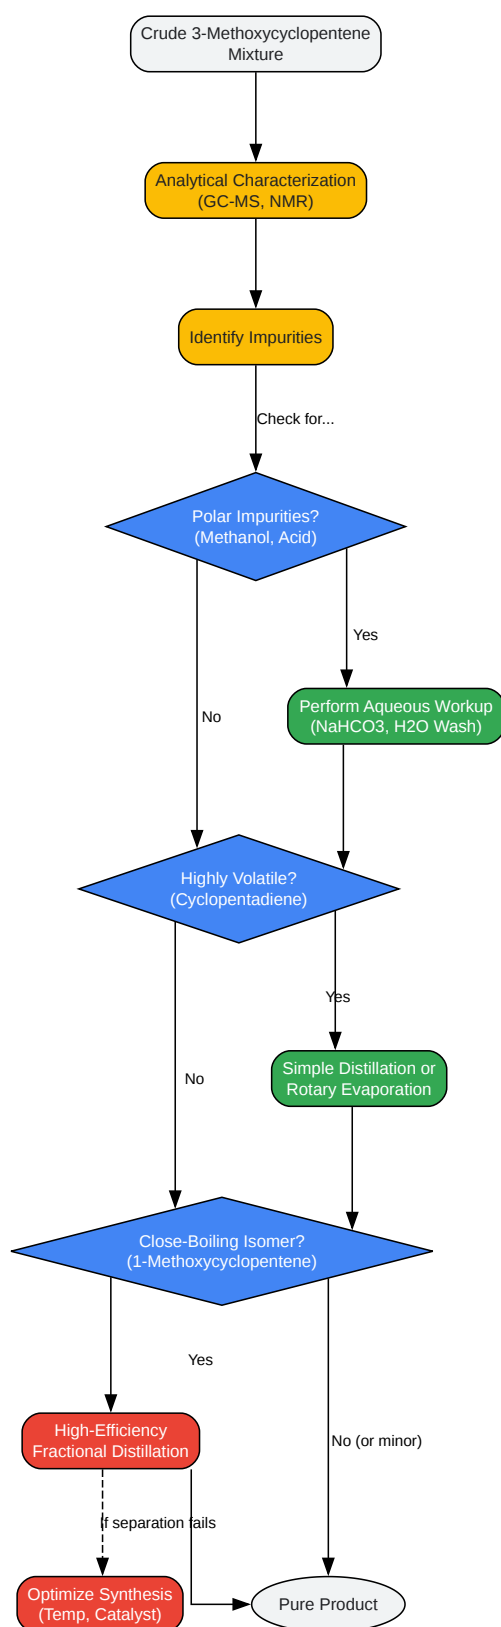 Crude 3-Methoxycyclopentene
Mixture
Analytical Characterization
(GC-MS, NMR)
Identify Impurities
Check for...
Polar Impurities?
(Methanol, Acid)
Yes
Perform Aqueous Workup
(NaHCO3, H2O Wash)
No
Highly Volatile?
(Cyclopentadiene)
Yes
Simple Distillation or
Rotary Evaporation
No
Close-Boiling Isomer?
(1-Methoxycyclopentene)
Yes
High-Efficiency
Fractional Distillation
No (or minor)
If separation fails
Optimize Synthesis
(Temp, Catalyst)
Pure Product